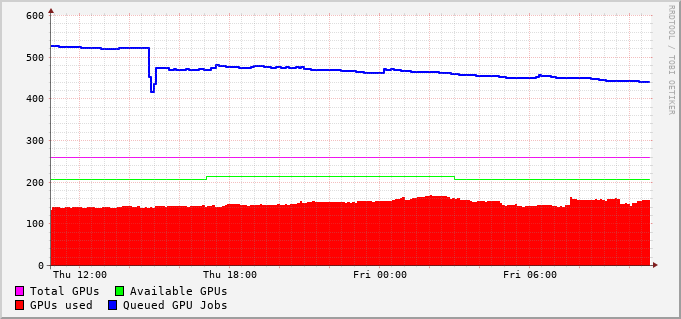 600
500
400
300
200
100
0
Thu 12:00 Thu 18:00 Fri 00:00 Fri 06:00
Total GPUs Available GPUs
GPUs used Queued GPU Jobs
RRDTOOL / TOBI OETIKER